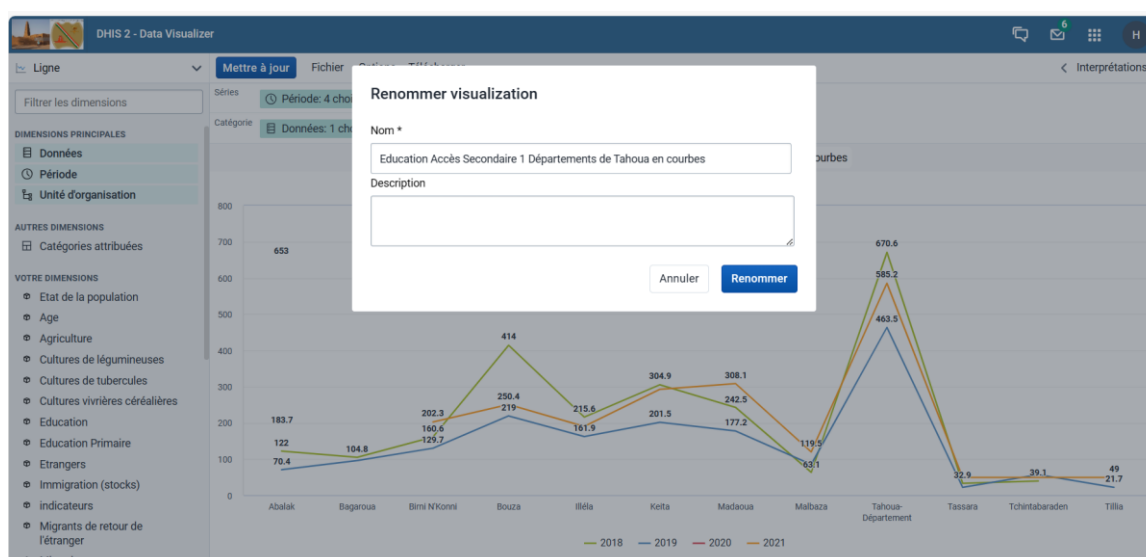 DHIS 2 - Data Visualizer
6
H
Ligne
Mettre à jour
Fichier
Options
Télécharger
Interprétations
Filtrer les dimensions
Séries
Période: 4 choi
Catégorie
Données: 1 ch
DIMENSIONS PRINCIPALES
Données
Période
Unité d'organisation
AUTRES DIMENSIONS
Catégories attribuées
VOTRE DIMENSIONS
Etat de la population
Age
Agriculture
Cultures de légumineuses
Cultures de tubercules
Cultures vivrières céréalières
Education
Education Primaire
Etrangers
Immigration (stocks)
indicateurs
Migrants de retour de
l'étranger
Renommer visualization
Nom *
Education Accès Secondaire 1 Départements de Tahoua en courbes
Description
Annuler
Renommer
ourbes
800
700
600
500
400
300
200
100
0
653
183.7
122
70.4
104.8
202.3
160.6
129.7
414
250.4
219
215.6
161.9
304.9
201.5
308.1
242.5
177.2
119.5
63.1
670.6
585.2
463.5
32.9
39.1
49
21.7
Abalak
Bagaroua
Birni N'Konni
Bouza
Illéla
Keita
Madaoua
Malbaza
Tahoua-
Département
Tassara
Tchintabaraden
Tillia
2018
2019
2020
2021